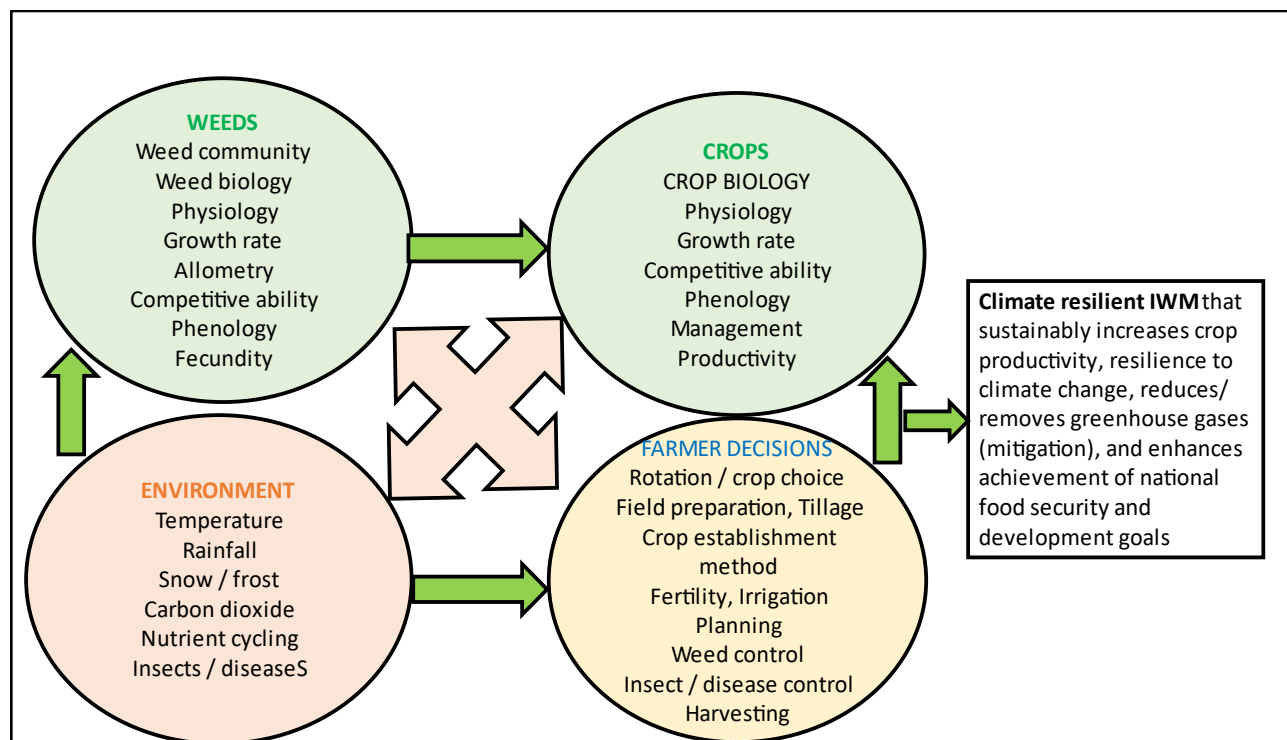 WEEDS
Weed community
Weed biology
Physiology
Growth rate
Allometry
Competitive ability
Phenology
Fecundity
CROPS
CROP BIOLOGY
Physiology
Growth rate
Competitive ability
Phenology
Management
Productivity
ENVIRONMENT
Temperature
Rainfall
Snow / frost
Carbon dioxide
Nutrient cycling
Insects / diseaseS
FARMER DECISIONS
Rotation / crop choice
Field preparation, Tillage
Crop establishment
method
Fertility, Irrigation
Planning
Weed control
Insect / disease control
Harvesting
Climate resilient IWM that
sustainably increases crop
productivity, resilience to
climate change, reduces/
removes greenhouse gases
(mitigation), and enhances
achievement of national
food security and
development goals